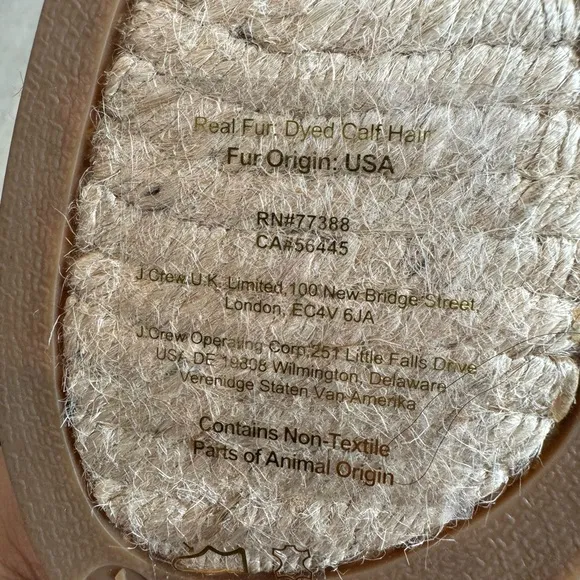 Real Fur: Dyed Calf Hair
Fur Origin: USA
RN#77388
CA#56445
J.Crew U.K. Limited,100 New Bridge Street,
London, EC4V 6JA
J.Crew Operating Corp,251 Little Falls Drive
USA, DE 19808 Wilmington, Delaware
Verenidge Staten Van Amerika
Contains Non-Textile
Parts of Animal Origin